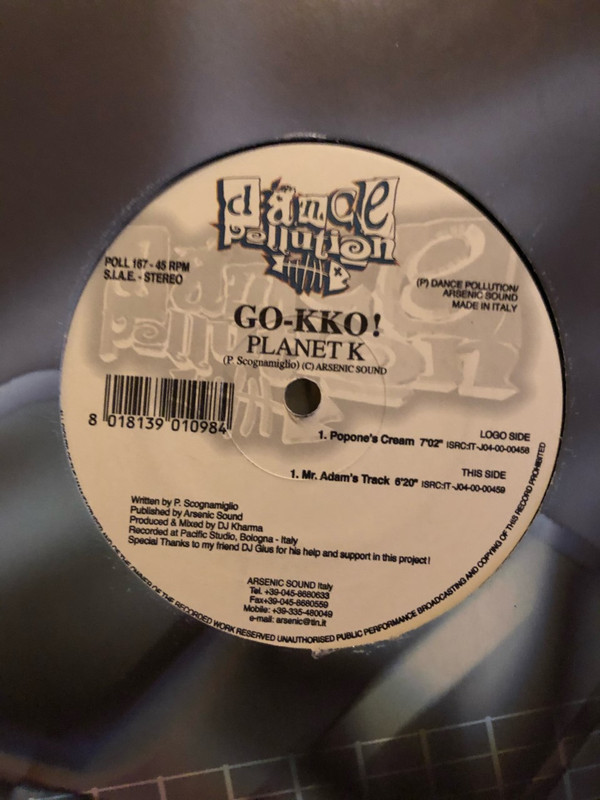 dance
pollution
POLL 167 - 45 RPM
S.I.A.E. - STEREO
(P) DANCE POLLUTION/
ARSENIC SOUND
MADE IN ITALY
GO-KKO!
PLANET K
(P. Scognamiglio) (C) ARSENIC SOUND
8 018139 010984
LOGO SIDE
1. Popone's Cream 7'02" ISRC:IT-J04-00-00458
THIS SIDE
1. Mr. Adam's Track 6'20" ISRC:IT-J04-00-00459
Written by P. Scognamiglio
Published by Arsenic Sound
Produced & Mixed by DJ Kharma
Recorded at Pacific Studio, Bologna - Italy
Special Thanks to my friend DJ Gius for his help and support in this project!
ARSENIC SOUND Italy
Tel. +39-045-8680633
Fax+39-045-8680559
Mobile: +39-335-480049
e-mail: arsenic@tin.it
OF THE RECORDED WORK RESERVED UNAUTHORISED PUBLIC PERFORMANCE BROADCASTING AND COPYING OF THIS RECORD PROHIBITED